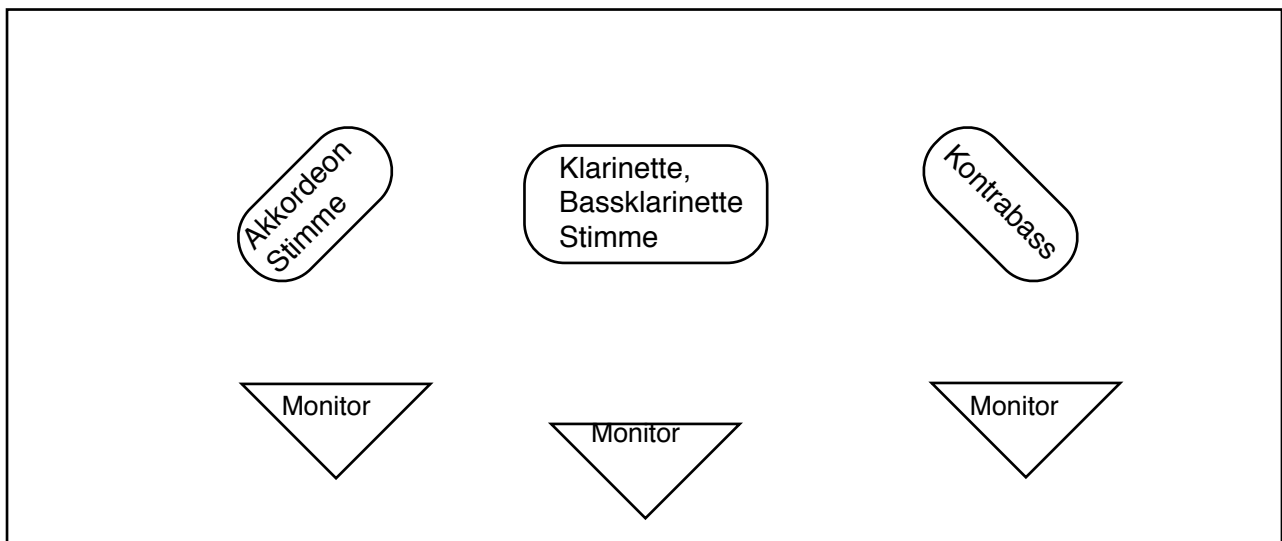 Akkordeon
Stimme
Klarinette,
Bassklarinette
Stimme
Kontrabass
Monitor
Monitor
Monitor